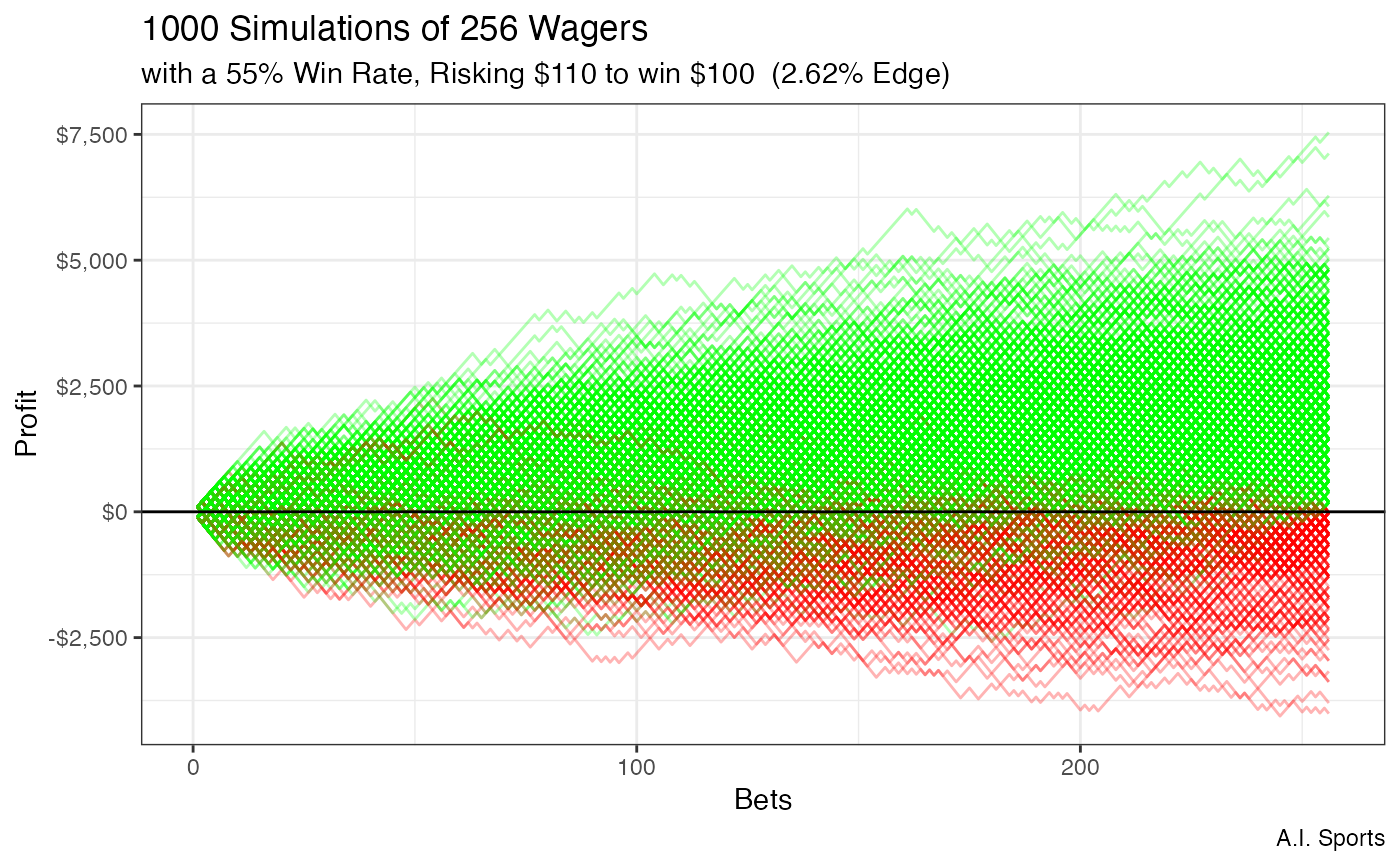 1000 Simulations of 256 Wagers
with a 55% Win Rate, Risking $110 to win $100  (2.62% Edge)
$7,500
$5,000
$2,500
$0
-$2,500
Profit
0 100 200
Bets
A.I. Sports